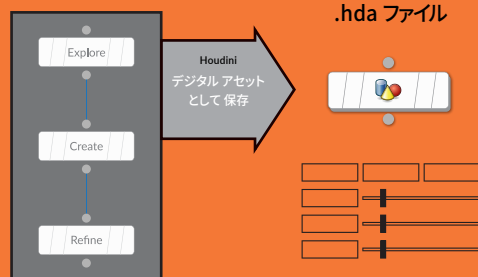 .hda ファイル
Explore
Create
Refine
Houdini
デジタル アセット
として 保存